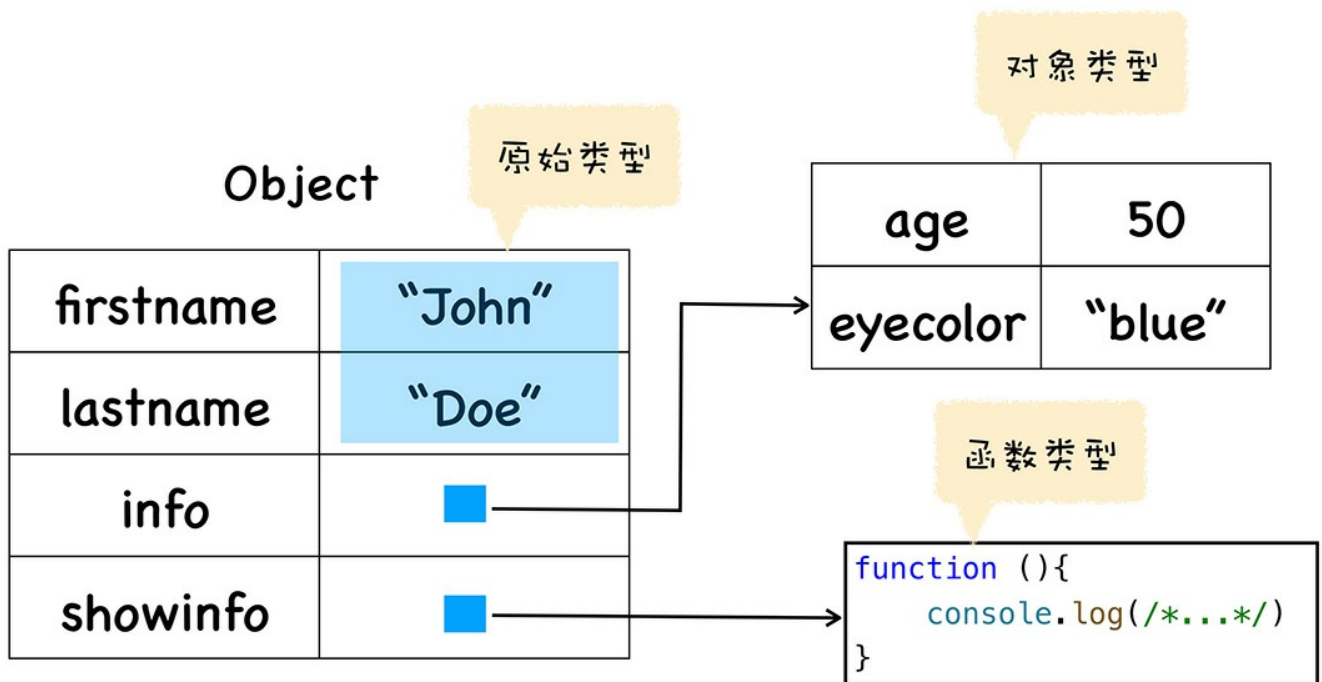 对象类型
原始类型
Object
firstname “John”
lastname “Doe”
info
showinfo
age 50
eyecolor “blue”
函数类型
function (){
console.log(/*...*/)
}